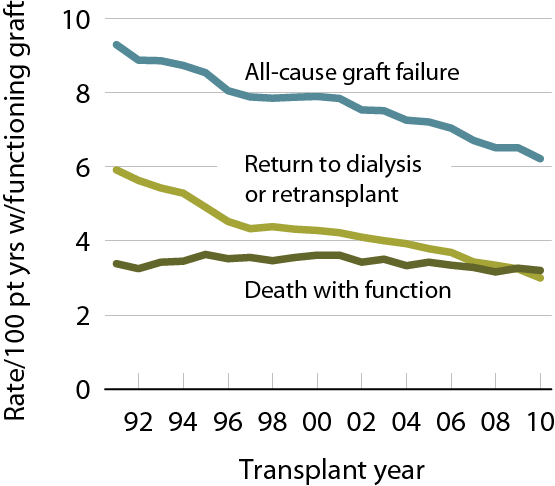 Rate/100 pt yrs w/functioning graft
10
8
6
4
2
0
All-cause graft failure
Return to dialysis
or retransplant
Death with function
92 94 96 98 00 02 04 06 08 10
Transplant year